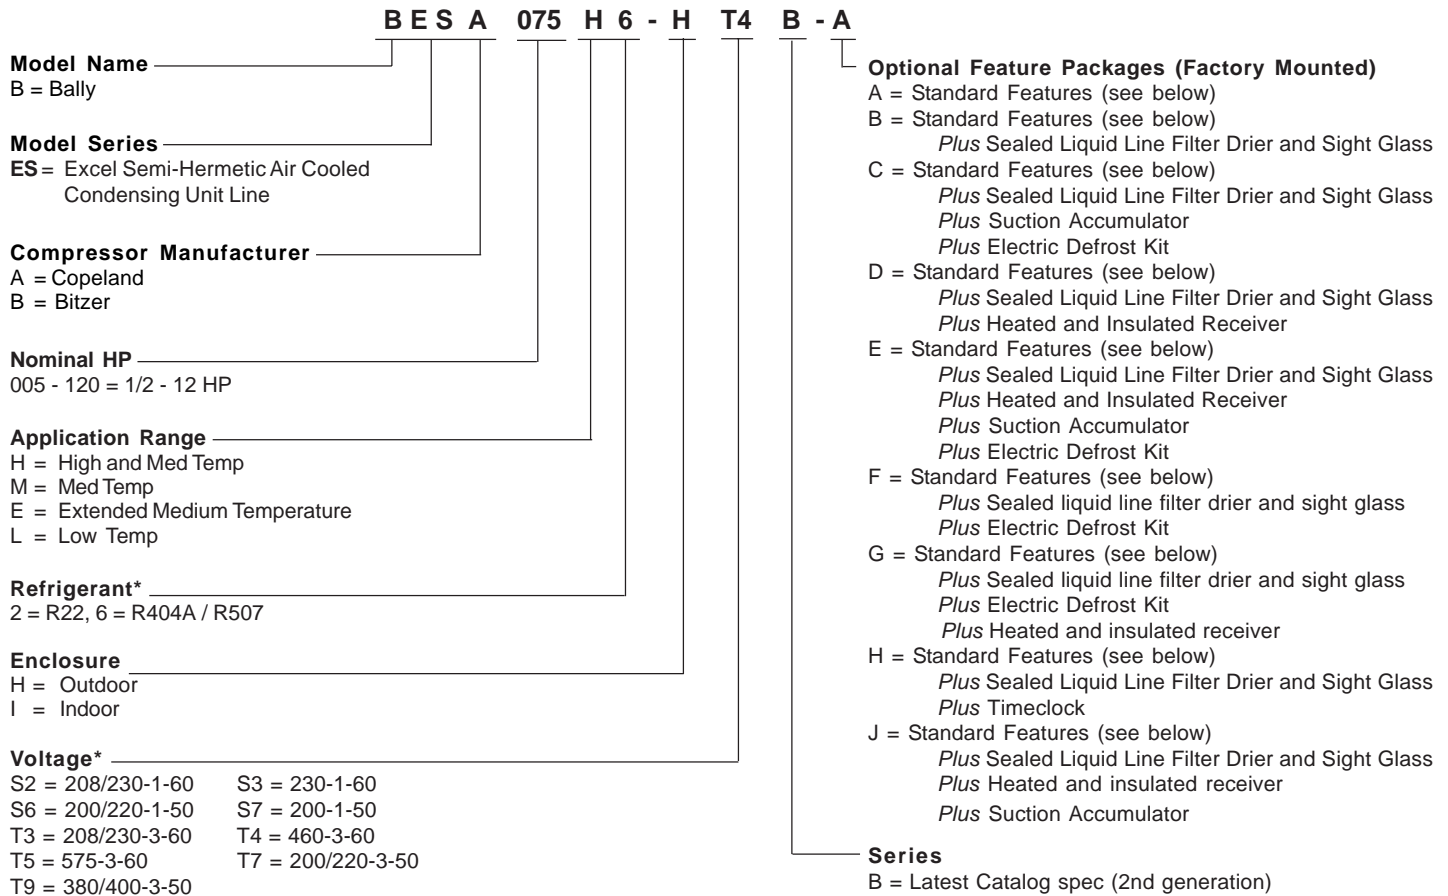 BESA 075 H 6 - H T4 B - A
Model Name
B = Bally
Model Series
ES = Excel Semi-Hermetic Air Cooled
Condensing Unit Line
Compressor Manufacturer
A = Copeland
B = Bitzer
Nominal HP
005 - 120 = 1/2 - 12 HP
Application Range
H = High and Med Temp
M = Med Temp
E = Extended Medium Temperature
L = Low Temp
Refrigerant*
2 = R22, 6 = R404A / R507
Enclosure
H = Outdoor
I = Indoor
Voltage*
S2 = 208/230-1-60 S3 = 230-1-60
S6 = 200/220-1-50 S7 = 200-1-50
T3 = 208/230-3-60 T4 = 460-3-60
T5 = 575-3-60 T7 = 200/220-3-50
T9 = 380/400-3-50
Optional Feature Packages (Factory Mounted)
A = Standard Features (see below)
B = Standard Features (see below)
Plus Sealed Liquid Line Filter Drier and Sight Glass
C = Standard Features (see below)
Plus Sealed Liquid Line Filter Drier and Sight Glass
Plus Suction Accumulator
Plus Electric Defrost Kit
D = Standard Features (see below)
Plus Sealed Liquid Line Filter Drier and Sight Glass
Plus Heated and Insulated Receiver
E = Standard Features (see below)
Plus Sealed Liquid Line Filter Drier and Sight Glass
Plus Heated and Insulated Receiver
Plus Suction Accumulator
Plus Electric Defrost Kit
F = Standard Features (see below)
Plus Sealed liquid line filter drier and sight glass
Plus Electric Defrost Kit
G = Standard Features (see below)
Plus Sealed liquid line filter drier and sight glass
Plus Electric Defrost Kit
Plus Heated and insulated receiver
H = Standard Features (see below)
Plus Sealed Liquid Line Filter Drier and Sight Glass
Plus Timeclock
J = Standard Features (see below)
Plus Sealed Liquid Line Filter Drier and Sight Glass
Plus Heated and insulated receiver
Plus Suction Accumulator
Series
B = Latest Catalog spec (2nd generation)